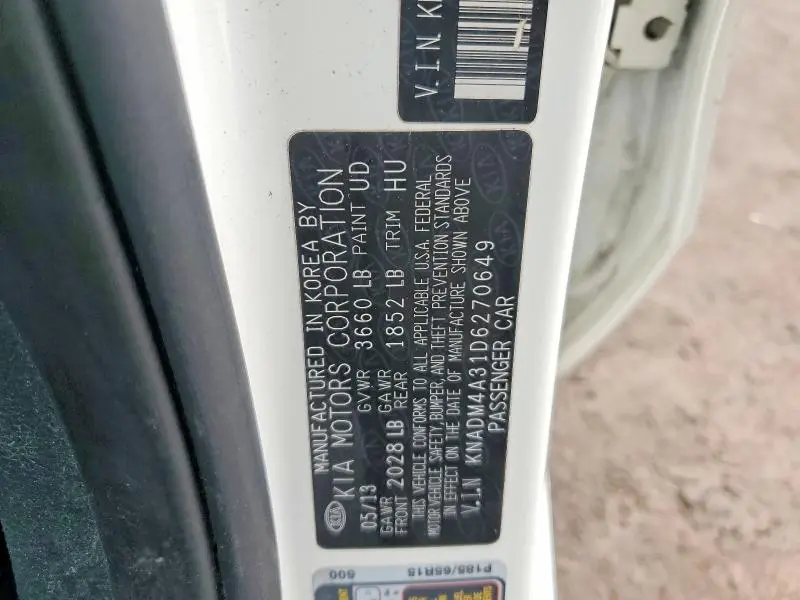 V.I.N. K
MANUFACTURED IN KOREA BY
KIA KIA MOTORS CORPORATION
05/13 GVWR 3660 LB PAINT UD
GAWR FRONT 2028 LB GAWR REAR 1852 LB TRIM HU
THIS VEHICLE CONFORMS TO ALL APPLICABLE U.S.A. FEDERAL
MOTOR VEHICLE SAFETY, BUMPER, AND THEFT PREVENTION STANDARDS
IN EFFECT ON THE DATE OF MANUFACTURE SHOWN ABOVE
V.I.N KNADM4A31D6270649
PASSENGER CAR
P185/65R15
600